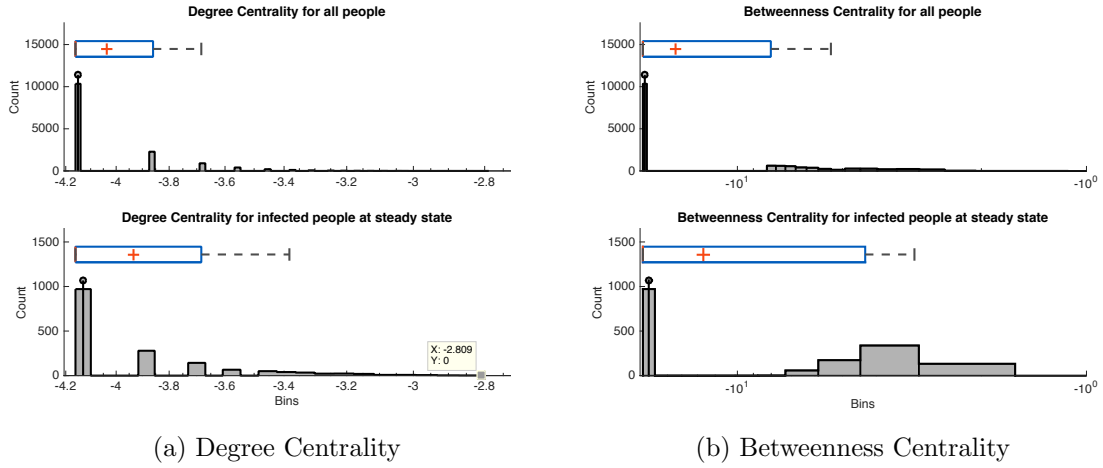 Degree Centrality for all people
15000
10000
5000
0
Count
-4.2 -4 -3.8 -3.6 -3.4 -3.2 -3 -2.8
Degree Centrality for infected people at steady state
1500
1000
500
0
Count
X: -2.809
Y: 0
-4.2 -4 -3.8 -3.6 -3.4 -3.2 -3 -2.8
Bins
(a) Degree Centrality
Betweenness Centrality for all people
15000
10000
5000
0
Count
-10¹ -10⁰
Betweenness Centrality for infected people at steady state
1500
1000
500
0
Count
-10¹ -10⁰
Bins
(b) Betweenness Centrality